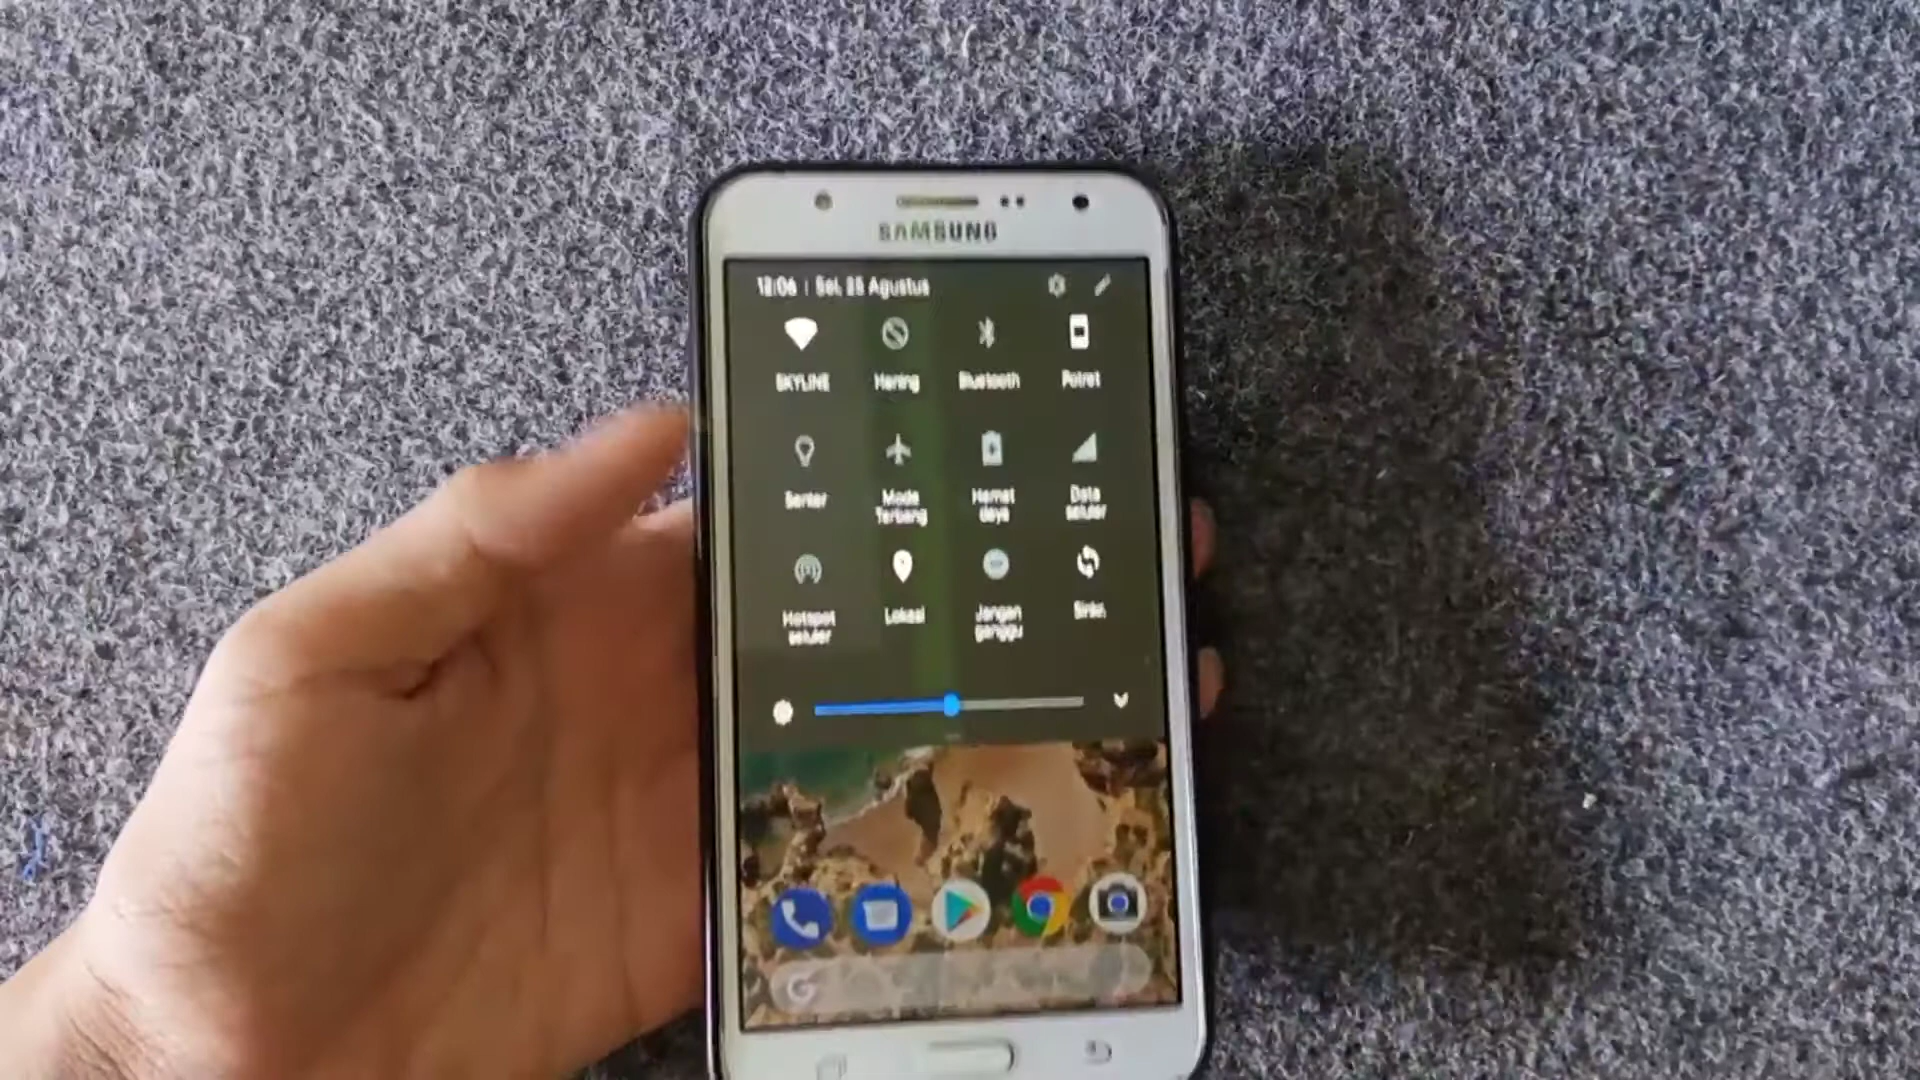 SAMSUNG
12:06 | Sel, 25 Agustus
SKYLINE Hening Bluetooth Potret
Senter Mode Terbang Hemat daya Data seluler
Hotspot seluler Lokasi Jangan ganggu Sinkr.